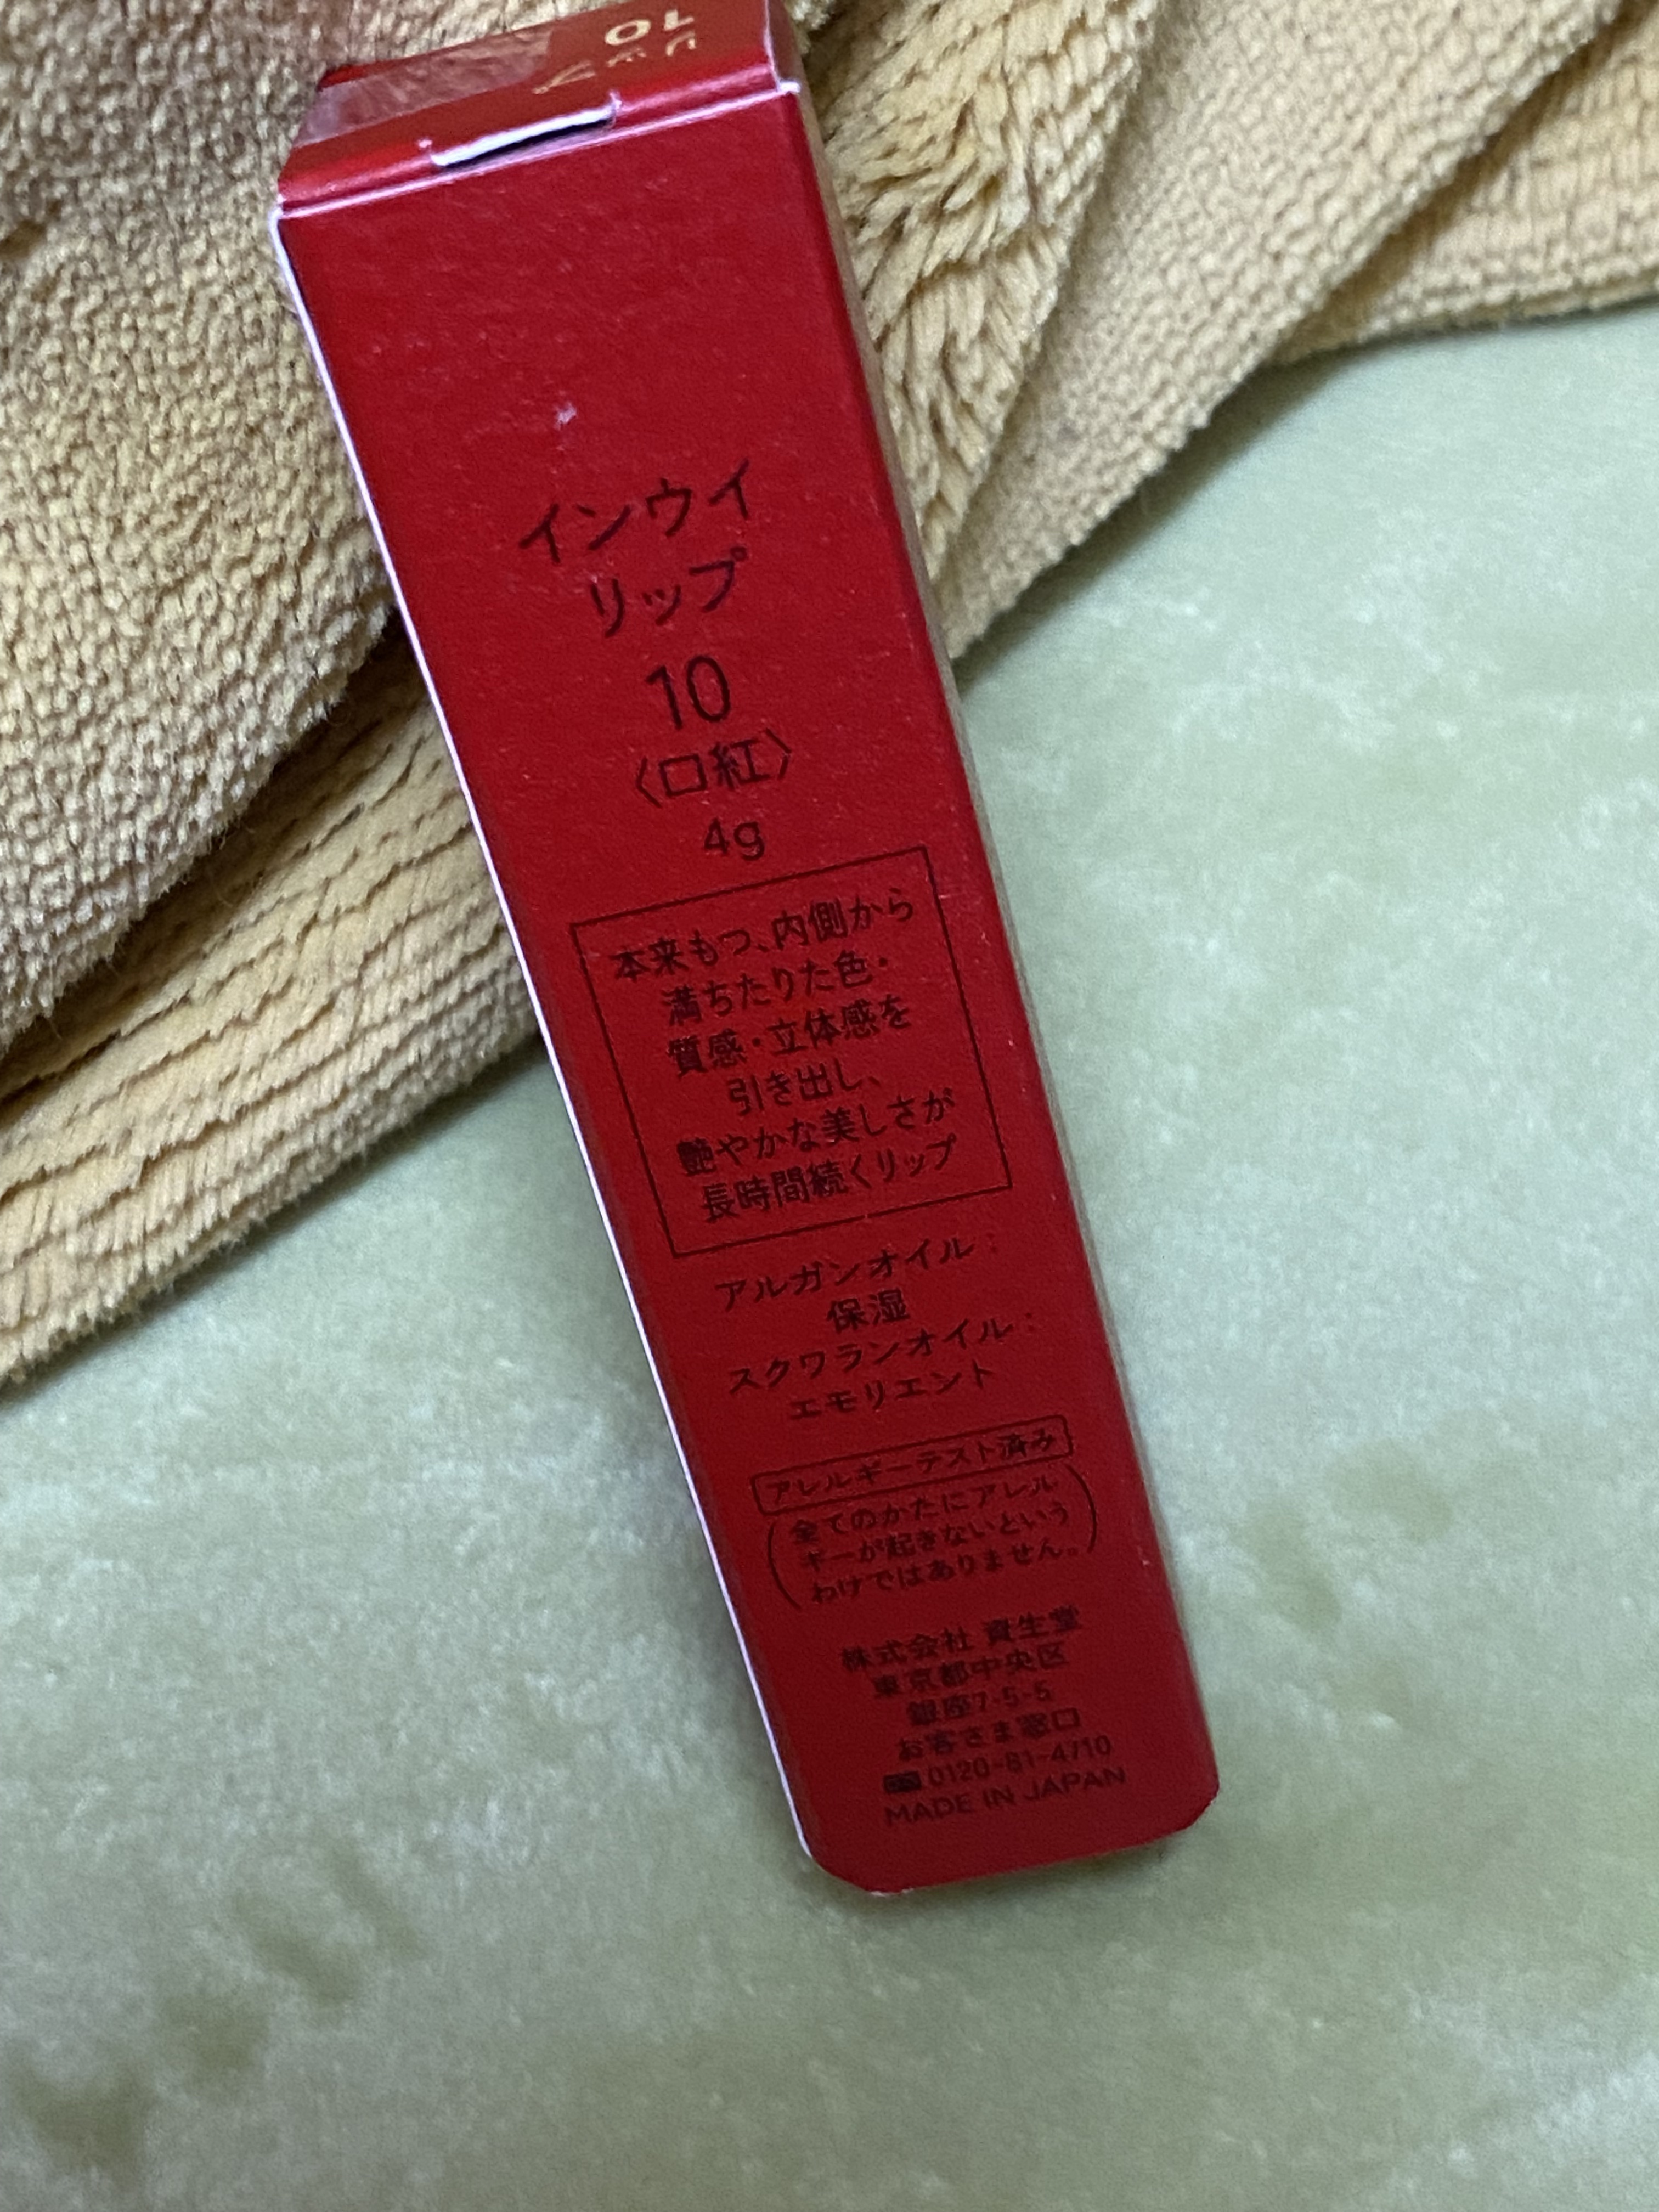 リップ
10
インウイ
リップ
10
〈口紅〉
4g
本来もつ、内側から
満ちたりた色・
質感・立体感を
引き出し、
艶やかな美しさが
長時間続くリップ
アルガンオイル：
保湿
スクワランオイル：
エモリエント
アレルギーテスト済み
(全てのかたにアレル
ギーが起きないという
わけではありません。)
株式会社 資生堂
東京都中央区
銀座7-5-5
お客さま窓口
0120-81-4710
MADE IN JAPAN